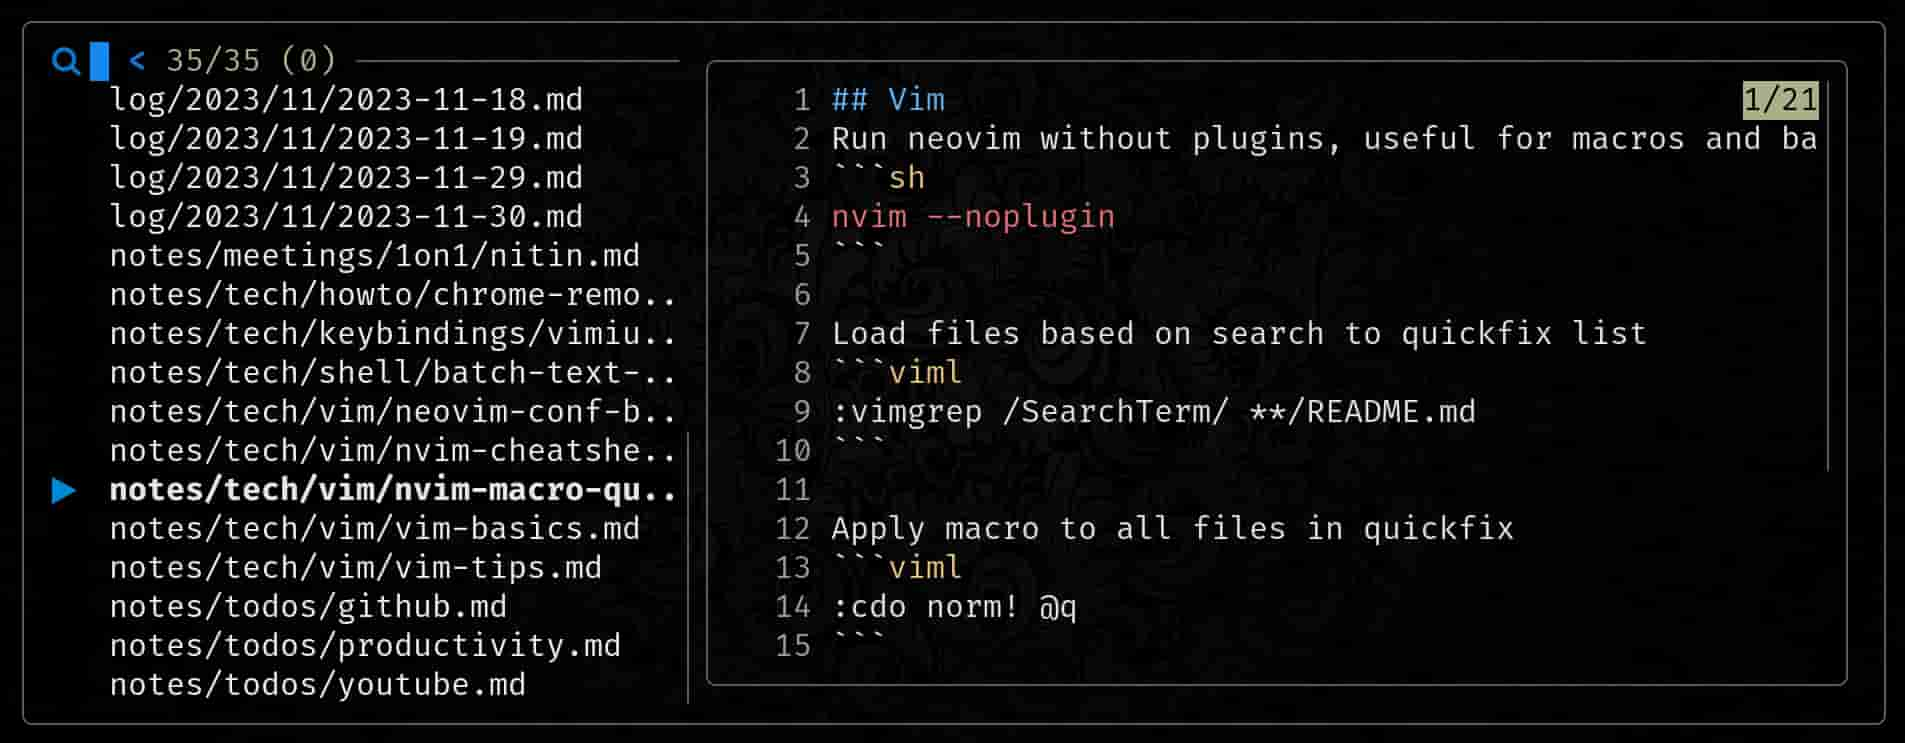 < 35/35 (0)
log/2023/11/2023-11-18.md
log/2023/11/2023-11-19.md
log/2023/11/2023-11-29.md
log/2023/11/2023-11-30.md
notes/meetings/1on1/nitin.md
notes/tech/howto/chrome-remo..
notes/tech/keybindings/vimiu..
notes/tech/shell/batch-text-..
notes/tech/vim/neovim-conf-b..
notes/tech/vim/nvim-cheatshe..
notes/tech/vim/nvim-macro-qu..
notes/tech/vim/vim-basics.md
notes/tech/vim/vim-tips.md
notes/todos/github.md
notes/todos/productivity.md
notes/todos/youtube.md
1 ## Vim 1/21
2 Run neovim without plugins, useful for macros and ba
3 ```sh
4 nvim --noplugin
5 ```
6
7 Load files based on search to quickfix list
8 ```viml
9 :vimgrep /SearchTerm/ **/README.md
10 ```
11
12 Apply macro to all files in quickfix
13 ```viml
14 :cdo norm! @q
15 ```